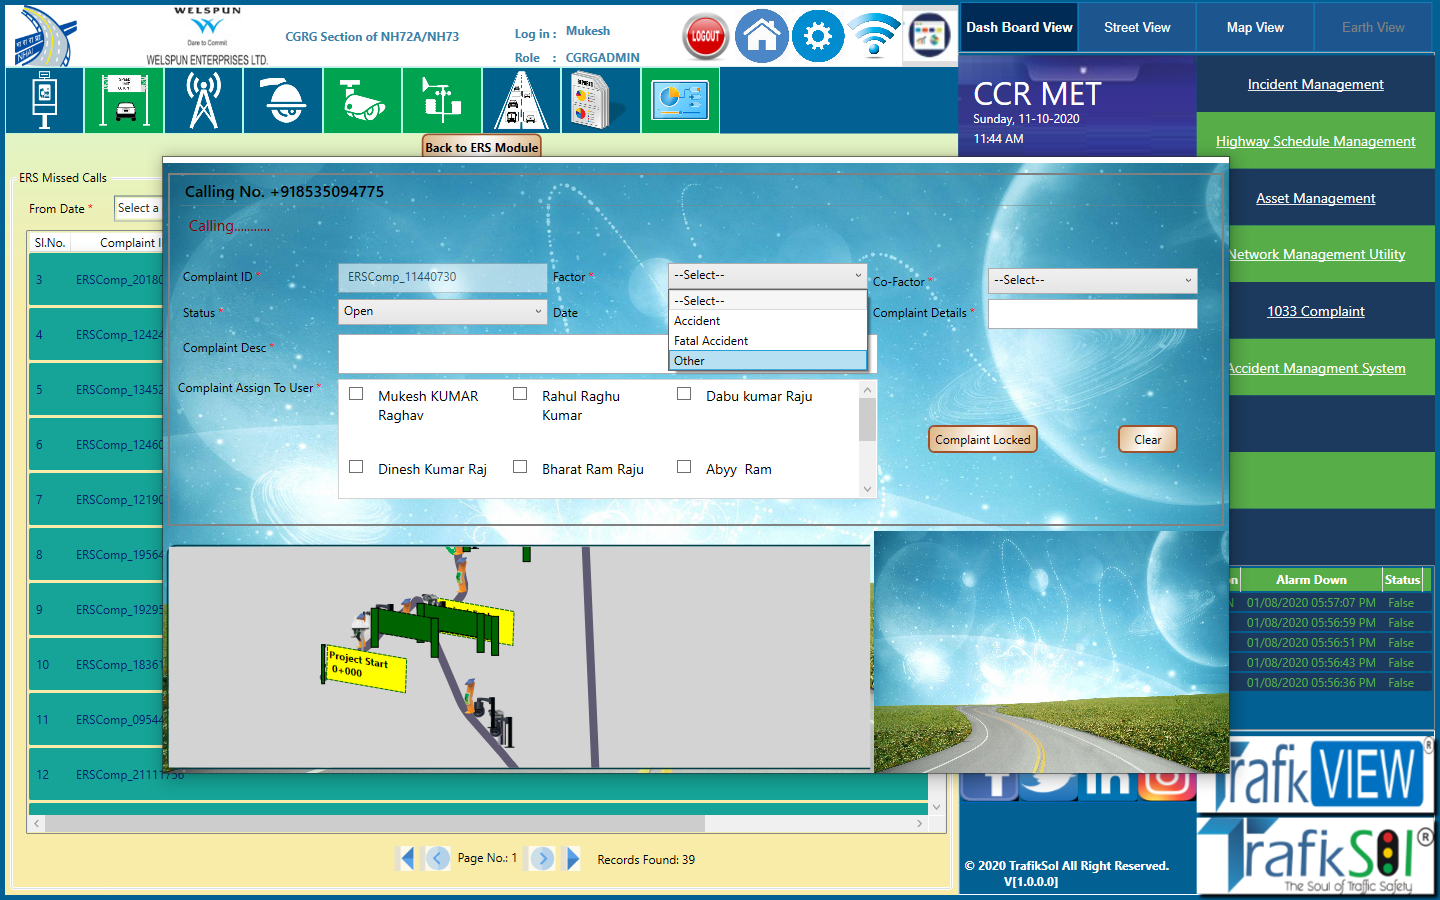 WELSPUN
Dare to Commit
WELSPUN ENTERPRISES LTD.
NHAI
CGRG Section of NH72A/NH73
Log in : Mukesh
Role : CGRGADMIN
LOGOUT
Dash Board View
Street View
Map View
Earth View
CCR MET
Sunday, 11-10-2020
11:44 AM
Incident Management
Highway Schedule Management
Asset Management
Network Management Utility
1033 Complaint
Accident Managment System
Back to ERS Module
ERS Missed Calls
From Date *
Select a
Sl.No. Complaint I
3 ERSComp_20180
4 ERSComp_12424
5 ERSComp_13452
6 ERSComp_12460
7 ERSComp_12190
8 ERSComp_19564
9 ERSComp_19295
10 ERSComp_18361
11 ERSComp_09544
12 ERSComp_21111756
Calling No. +918535094775
Calling...........
Complaint ID * ERSComp_11440730
Factor * --Select--
Co-Factor * --Select--
--Select--
Accident
Fatal Accident
Other
Status * Open
Date
Complaint Details *
Complaint Desc *
Complaint Assign To User *
Mukesh KUMAR Raghav
Rahul Raghu Kumar
Dabu kumar Raju
Dinesh Kumar Raj
Bharat Ram Raju
Abyy Ram
Complaint Locked
Clear
Project Start
0+000
on Alarm Down Status
N 01/08/2020 05:57:07 PM False
01/08/2020 05:56:59 PM False
01/08/2020 05:56:51 PM False
01/08/2020 05:56:43 PM False
01/08/2020 05:56:36 PM False
Page No.: 1
Records Found: 39
© 2020 TrafikSol All Right Reserved.
V[1.0.0.0]
Trafik VIEW ®
TrafikSol ®
The Soul of Traffic Safety